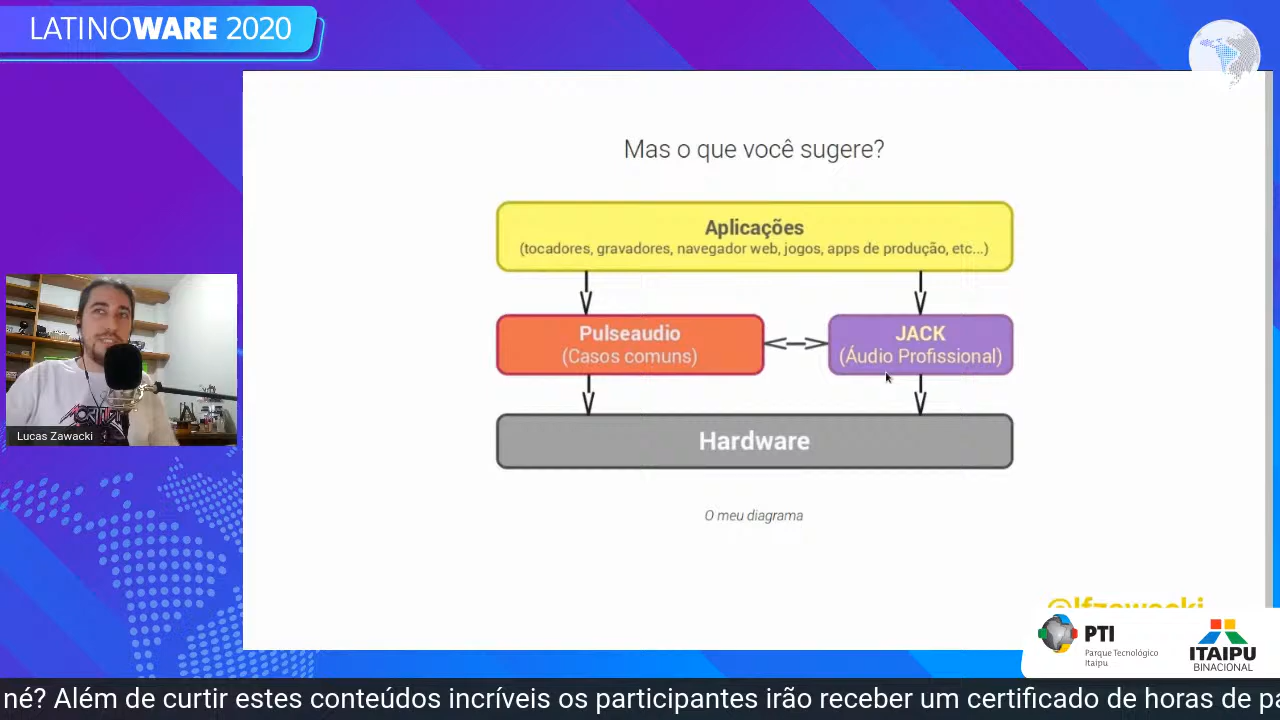 LATINOWARE 2020
Mas o que você sugere?
Aplicações
(tocadores, gravadores, navegador web, jogos, apps de produção, etc...)
Pulseaudio
(Casos comuns)
JACK
(Áudio Profissional)
Hardware
O meu diagrama
Lucas Zawacki
@lfzawacki
PTI
Parque Tecnológico
Itaipu
ITAIPU
BINACIONAL
né? Além de curtir estes conteúdos incríveis os participantes irão receber um certificado de horas de pa